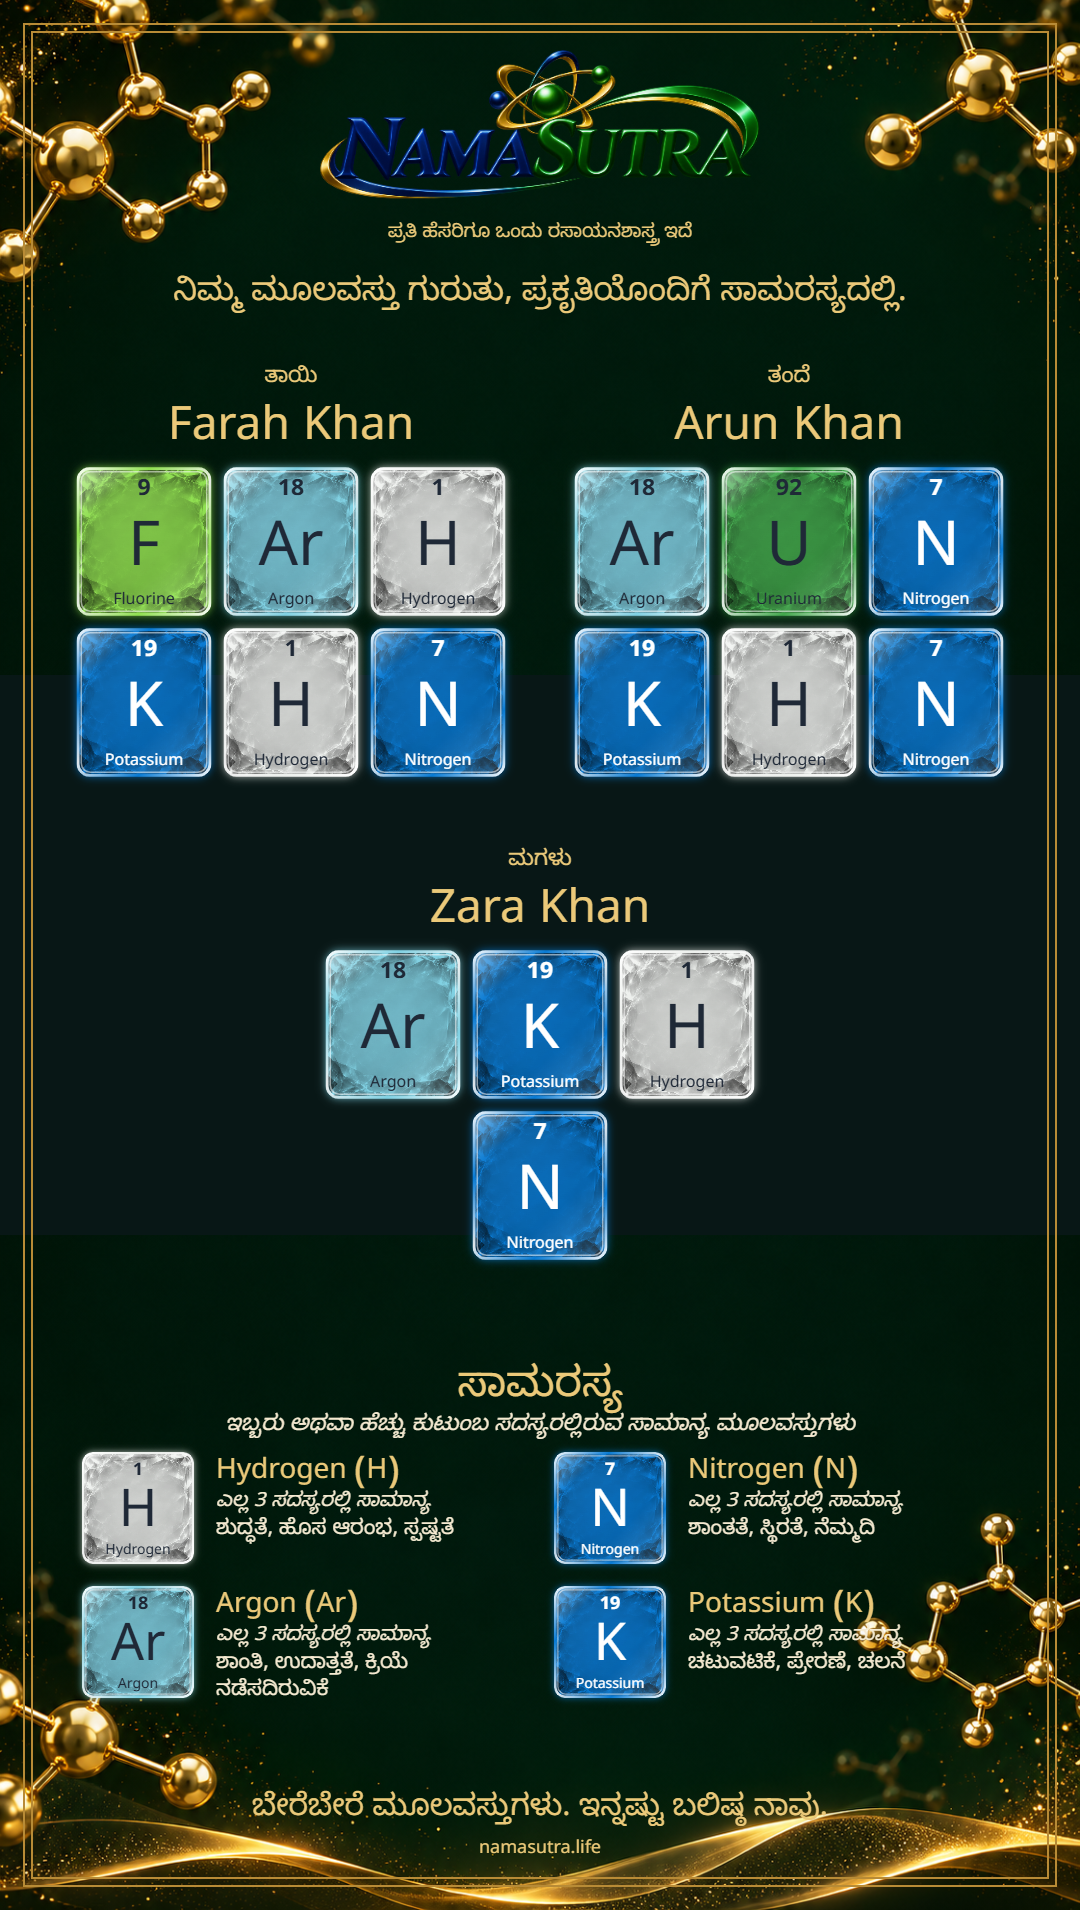 NAMASUTRA
ಪ್ರತಿ ಹೆಸರಿಗೂ ಒಂದು ರಸಾಯನಶಾಸ್ತ್ರ ಇದೆ
ನಿಮ್ಮ ಮೂಲವಸ್ತು ಗುರುತು, ಪ್ರಕೃತಿಯೊಂದಿಗೆ ಸಾಮರಸ್ಯದಲ್ಲಿ.
ತಾಯಿ
Farah Khan
9 18 1
F Ar H
Fluorine Argon Hydrogen
19 1 7
K H N
Potassium Hydrogen Nitrogen
ತಂದೆ
Arun Khan
18 92 7
Ar U N
Argon Uranium Nitrogen
19 1 7
K H N
Potassium Hydrogen Nitrogen
ಮಗಳು
Zara Khan
18 19 1
Ar K H
Argon Potassium Hydrogen
7
N
Nitrogen
ಸಾಮರಸ್ಯ
ಇಬ್ಬರು ಅಥವಾ ಹೆಚ್ಚು ಕುಟುಂಬ ಸದಸ್ಯರಲ್ಲಿರುವ ಸಾಮಾನ್ಯ ಮೂಲವಸ್ತುಗಳು
1
H
Hydrogen
Hydrogen (H)
ಎಲ್ಲ 3 ಸದಸ್ಯರಲ್ಲಿ ಸಾಮಾನ್ಯ
ಶುದ್ಧತೆ, ಹೊಸ ಆರಂಭ, ಸ್ಪಷ್ಟತೆ
7
N
Nitrogen
Nitrogen (N)
ಎಲ್ಲ 3 ಸದಸ್ಯರಲ್ಲಿ ಸಾಮಾನ್ಯ
ಶಾಂತತೆ, ಸ್ಥಿರತೆ, ನೆಮ್ಮದಿ
18
Ar
Argon
Argon (Ar)
ಎಲ್ಲ 3 ಸದಸ್ಯರಲ್ಲಿ ಸಾಮಾನ್ಯ
ಶಾಂತಿ, ಉದಾತ್ತತೆ, ಕ್ರಿಯೆ
ನಡೆಸದಿರುವಿಕೆ
19
K
Potassium
Potassium (K)
ಎಲ್ಲ 3 ಸದಸ್ಯರಲ್ಲಿ ಸಾಮಾನ್ಯ
ಚಟುವಟಿಕೆ, ಪ್ರೇರಣೆ, ಚಲನೆ
ಬೇರೆಬೇರೆ ಮೂಲವಸ್ತುಗಳು. ಇನ್ನಷ್ಟು ಬಲಿಷ್ಠ ನಾವು.
namasutra.life